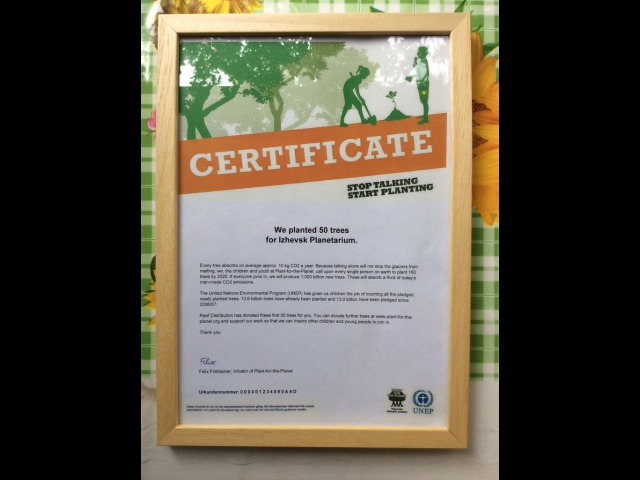 CERTIFICATE
STOP TALKING
START PLANTING
We planted 50 trees
for Izhevsk Planetarium.
Every tree absorbs on average approx. 10 kg CO2 a year. Because talking alone will not stop the glaciers from
melting, we, the children and youth at Plant-for-the-Planet, call upon every single person on earth to plant 150
trees by 2020. If everyone joins in, we will produce 1,000 billion new trees. These will absorb a third of today's
man-made CO2 emissions.
The United Nations Environmental Program (UNEP) has given us children the job of counting all the pledged,
newly planted trees. 12.6 billion trees have already been planted and 13.8 billion have been pledged since
2006/07.
Reef Distribution has donated these first 50 trees for you. You can donate further trees at www.plant-for-the-
planet.org and support our work so that we can inspire other children and young people to join in.
Thank you
Felix
Felix Finkbeiner, Initiator of Plant-for-the-Planet
Urkundennummer:
UNEP